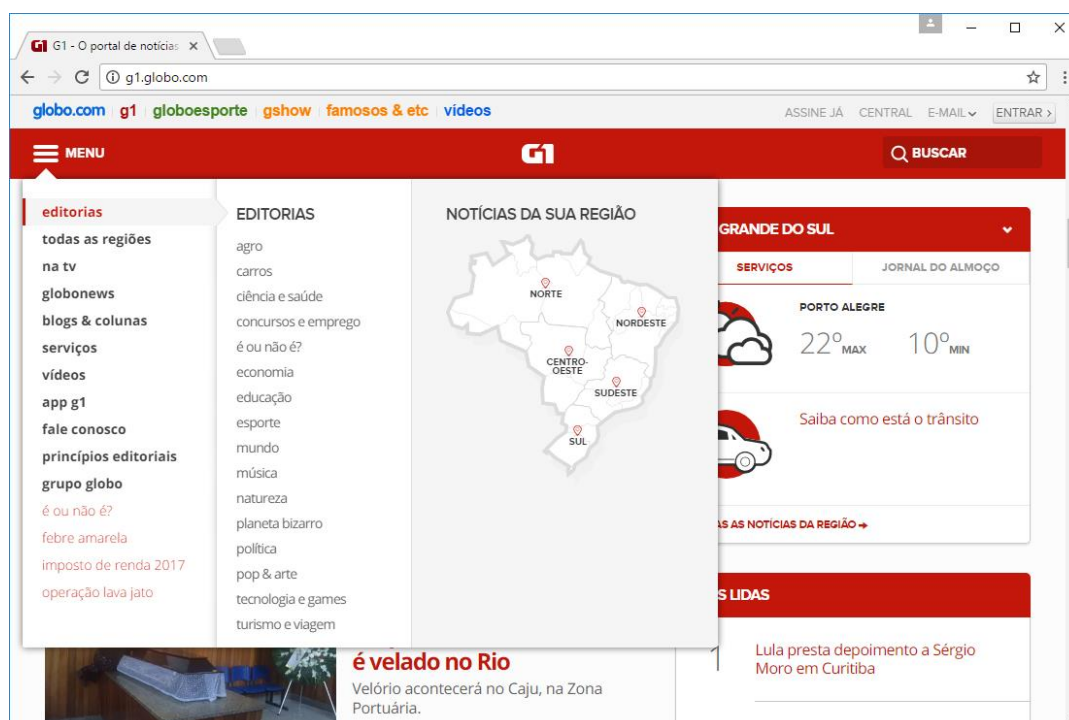 G1 - O portal de notícias
g1.globo.com
globo.com g1 globoesporte gshow famosos & etc vídeos
ASSINE JÁ CENTRAL E-MAIL ENTRAR >
MENU
G1
BUSCAR
editorias
todas as regiões
na tv
globonews
blogs & colunas
serviços
vídeos
app g1
fale conosco
princípios editoriais
grupo globo
é ou não é?
febre amarela
imposto de renda 2017
operação lava jato
EDITORIAS
agro
carros
ciência e saúde
concursos e emprego
é ou não é?
economia
educação
esporte
mundo
música
natureza
planeta bizarro
política
pop & arte
tecnologia e games
turismo e viagem
NOTÍCIAS DA SUA REGIÃO
NORTE
NORDESTE
CENTRO-
OESTE
SUDESTE
SUL
GRANDE DO SUL
SERVIÇOS JORNAL DO ALMOÇO
PORTO ALEGRE
22º MAX 10º MIN
Saiba como está o trânsito
AS NOTÍCIAS DA REGIÃO
LIDAS
1
Lula presta depoimento a Sérgio
Moro em Curitiba
é velado no Rio
Velório acontecerá no Caju, na Zona
Portuária.